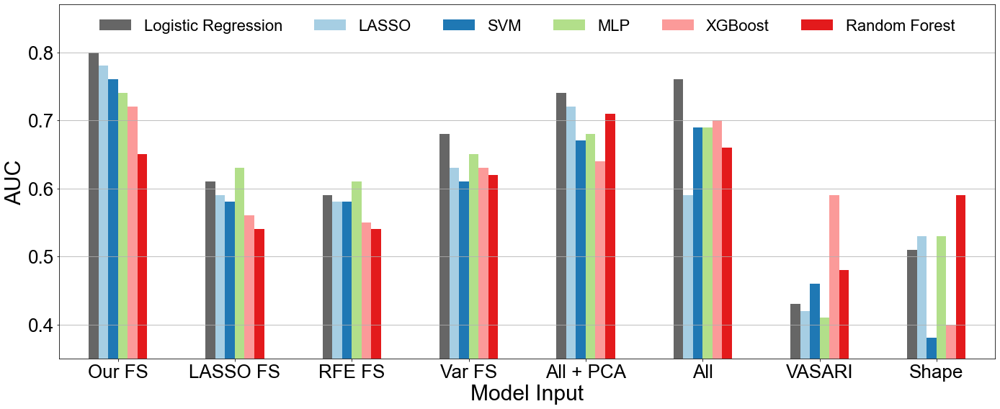 Logistic Regression LASSO SVM MLP XGBoost Random Forest
0.8
0.7
0.6
0.5
0.4
AUC
Our FS LASSO FS RFE FS Var FS All + PCA All VASARI Shape
Model Input